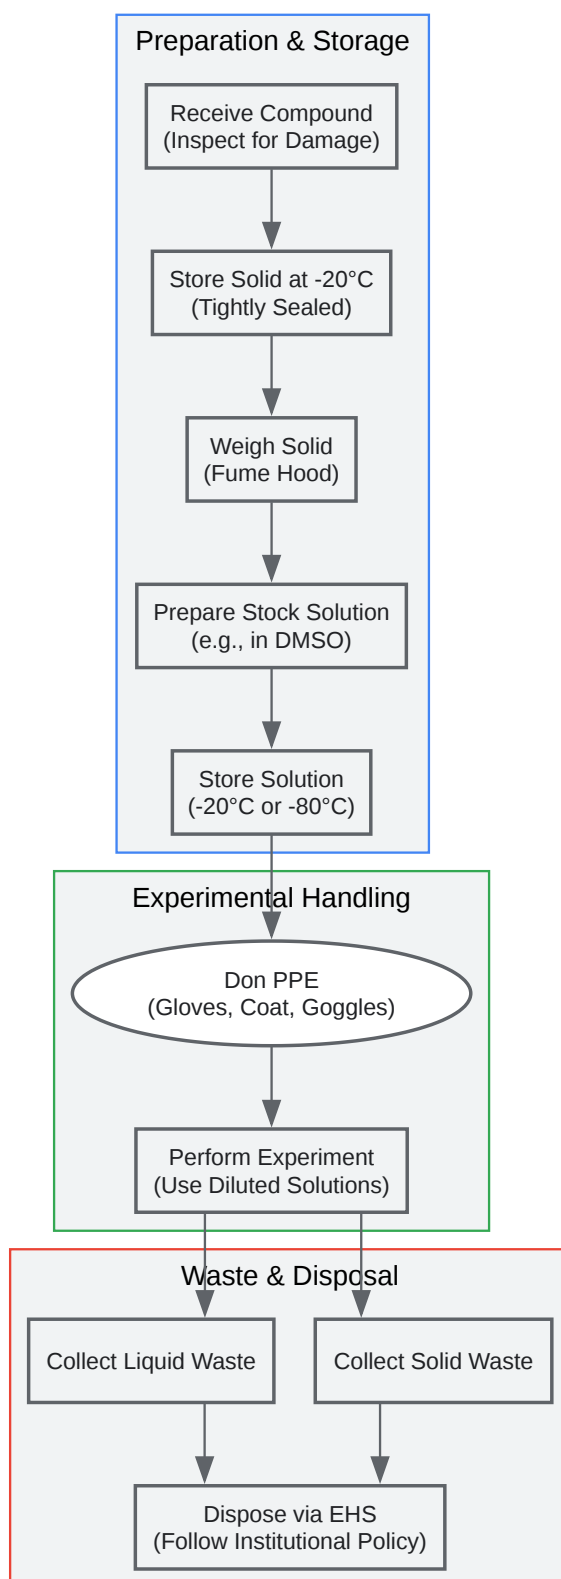 Preparation & Storage
Receive Compound
(Inspect for Damage)
Store Solid at -20°C
(Tightly Sealed)
Weigh Solid
(Fume Hood)
Prepare Stock Solution
(e.g., in DMSO)
Store Solution
(-20°C or -80°C)
Experimental Handling
Don PPE
(Gloves, Coat, Goggles)
Perform Experiment
(Use Diluted Solutions)
Waste & Disposal
Collect Liquid Waste
Collect Solid Waste
Dispose via EHS
(Follow Institutional Policy)